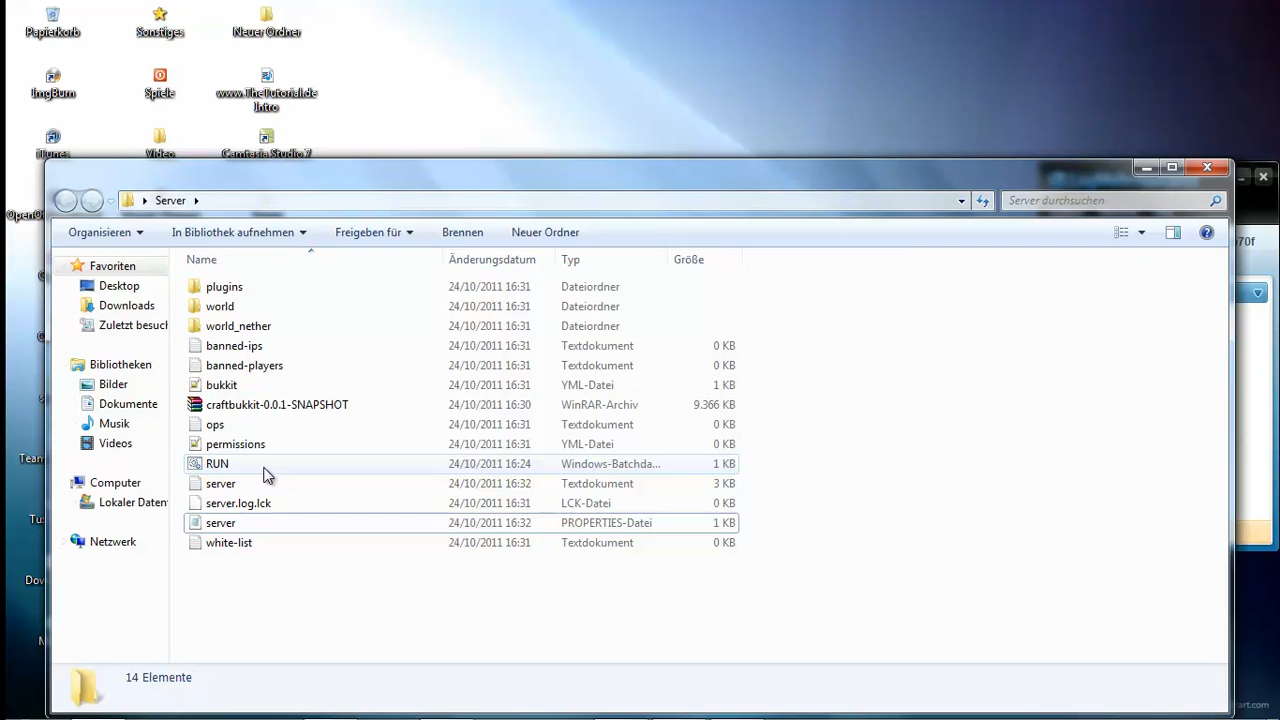 Papierkorb
Sonstiges
Neuer Ordner
ImgBurn
Spiele
www.TheTutorial.de
Intro
iTunes
Video
Camtasia Studio 7
Server
Server durchsuchen
Organisieren
In Bibliothek aufnehmen
Freigeben für
Brennen
Neuer Ordner
Name
Änderungsdatum
Typ
Größe
Favoriten
Desktop
Downloads
Zuletzt besuch
Bibliotheken
Bilder
Dokumente
Musik
Videos
Computer
Lokaler Daten
Netzwerk
plugins 24/10/2011 16:31 Dateiordner
world 24/10/2011 16:31 Dateiordner
world_nether 24/10/2011 16:31 Dateiordner
banned-ips 24/10/2011 16:31 Textdokument 0 KB
banned-players 24/10/2011 16:31 Textdokument 0 KB
bukkit 24/10/2011 16:31 YML-Datei 1 KB
craftbukkit-0.0.1-SNAPSHOT 24/10/2011 16:30 WinRAR-Archiv 9.366 KB
ops 24/10/2011 16:31 Textdokument 0 KB
permissions 24/10/2011 16:31 YML-Datei 0 KB
RUN 24/10/2011 16:24 Windows-Batchda... 1 KB
server 24/10/2011 16:32 Textdokument 3 KB
server.log.lck 24/10/2011 16:31 LCK-Datei 0 KB
server 24/10/2011 16:32 PROPERTIES-Datei 1 KB
white-list 24/10/2011 16:31 Textdokument 0 KB
14 Elemente